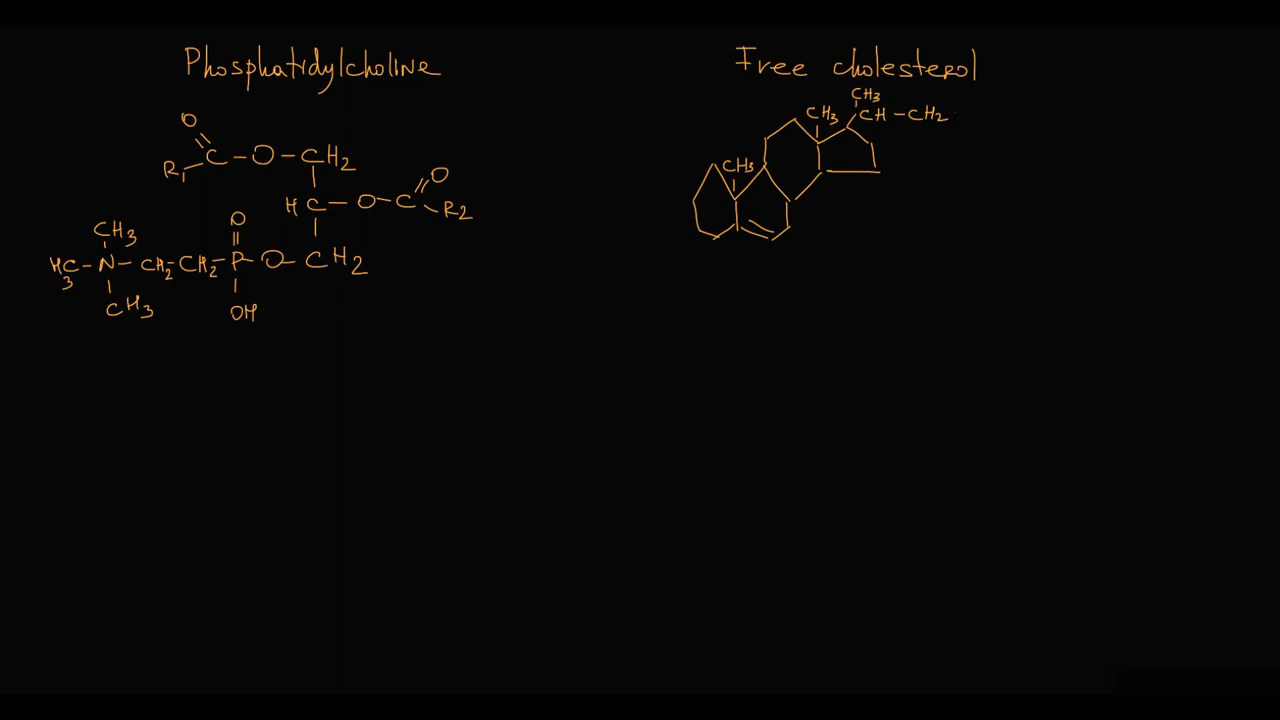 Phosphatidylcholine
O
R1 C – O – CH2
HC – O – C O
R2
CH3 O
H3C – N – CH2 – CH2 – P – O – CH2
CH3 OH
Free cholesterol
CH3
CH3 CH – CH2
CH3